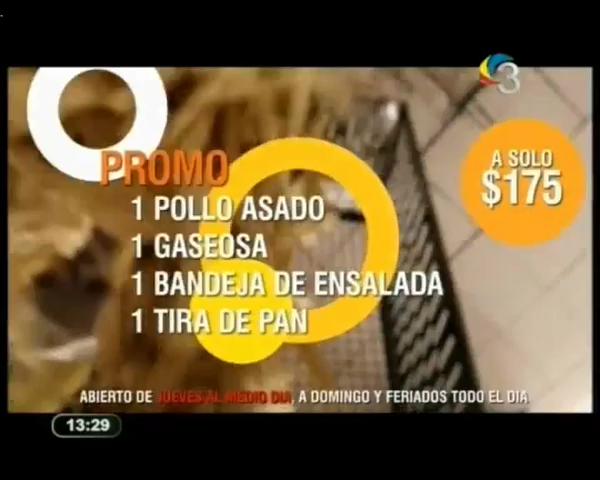 3
PROMO
1 POLLO ASADO
1 GASEOSA
1 BANDEJA DE ENSALADA
1 TIRA DE PAN
A SOLO
$175
ABIERTO DE JUEVES AL MEDIO DIA, A DOMINGO Y FERIADOS TODO EL DIA
13:29